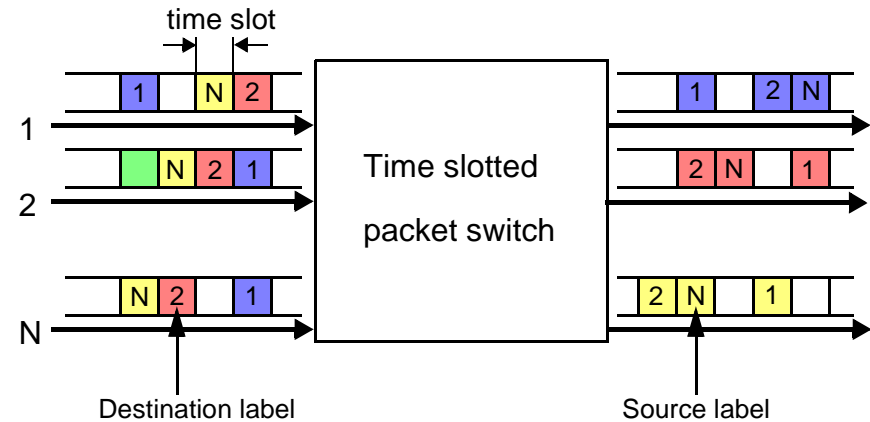 time slot
1 N 2
1 2 N
1
N 2 1
2 N 1
2
Time slotted
packet switch
N 2 1
2 N 1
N
Destination label
Source label